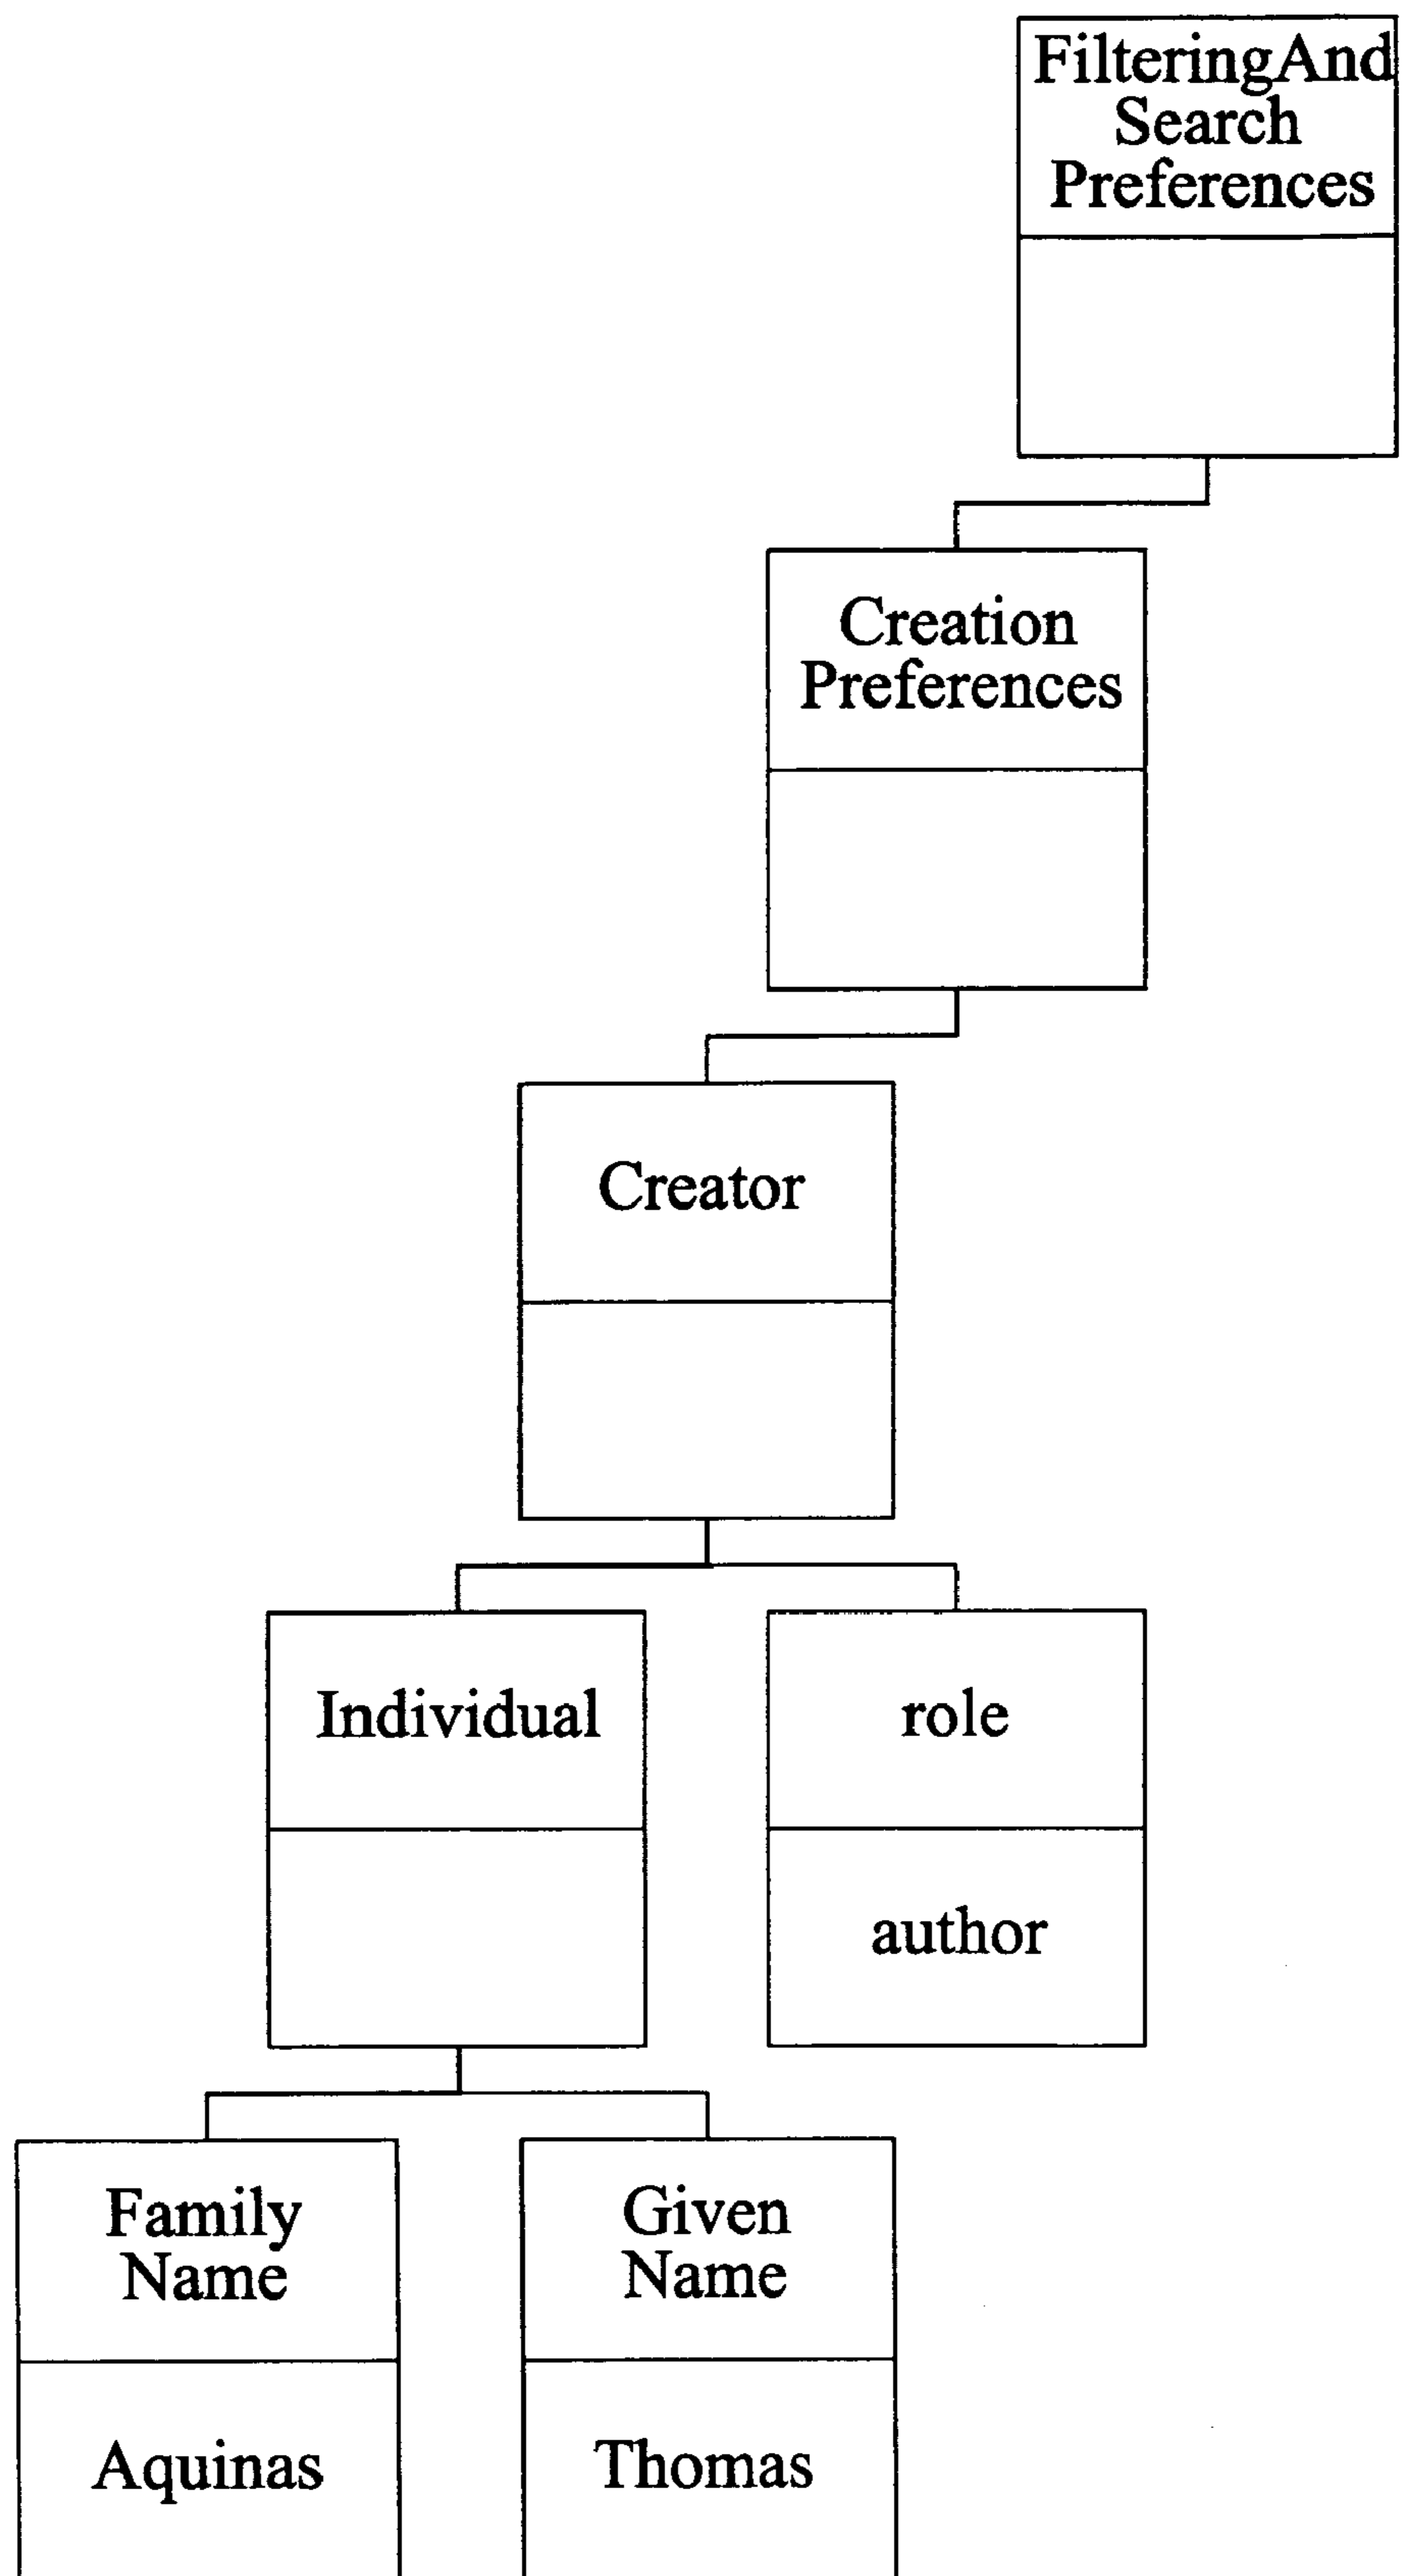 FilteringAnd
Search
Preferences
Creation
Preferences
Creator
Individual
role
author
Family
Name
Given
Name
Aquinas
Thomas